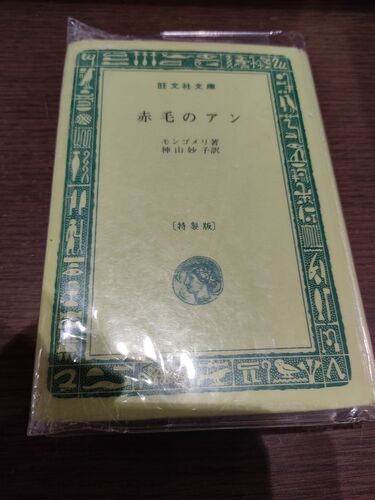 旺文社文庫
赤毛のアン
モンゴメリ著
神山妙子訳
〔特製版〕